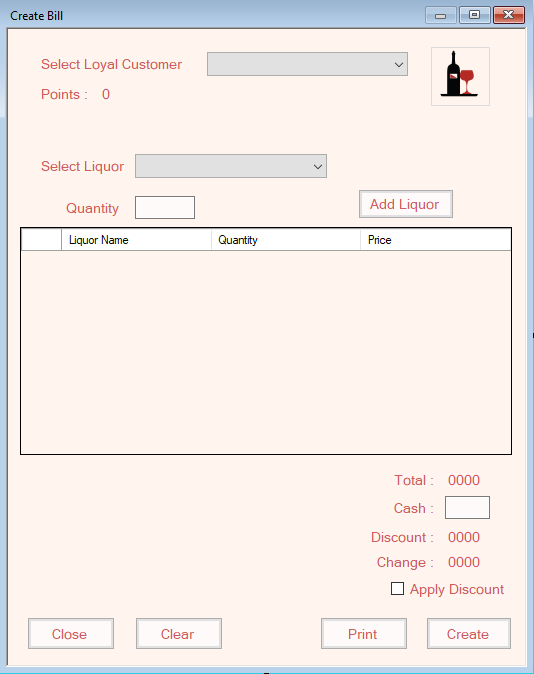 Create Bill
Select Loyal Customer
Points : 0
Select Liquor
Quantity
Add Liquor
Liquor Name Quantity Price
Total : 0000
Cash :
Discount : 0000
Change : 0000
Apply Discount
Close Clear Print Create